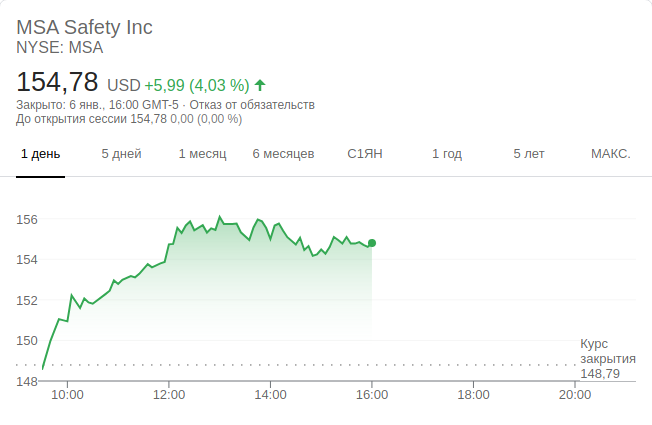 MSA Safety Inc
NYSE: MSA
154,78 USD +5,99 (4,03 %)
Закрыто: 6 янв., 16:00 GMT-5 · Отказ от обязательств
До открытия сессии 154,78 0,00 (0,00 %)
1 день 5 дней 1 месяц 6 месяцев С1ЯН 1 год 5 лет МАКС.
156
154
152
150
Курс
закрытия
148,79
148
10:00 12:00 14:00 16:00 18:00 20:00